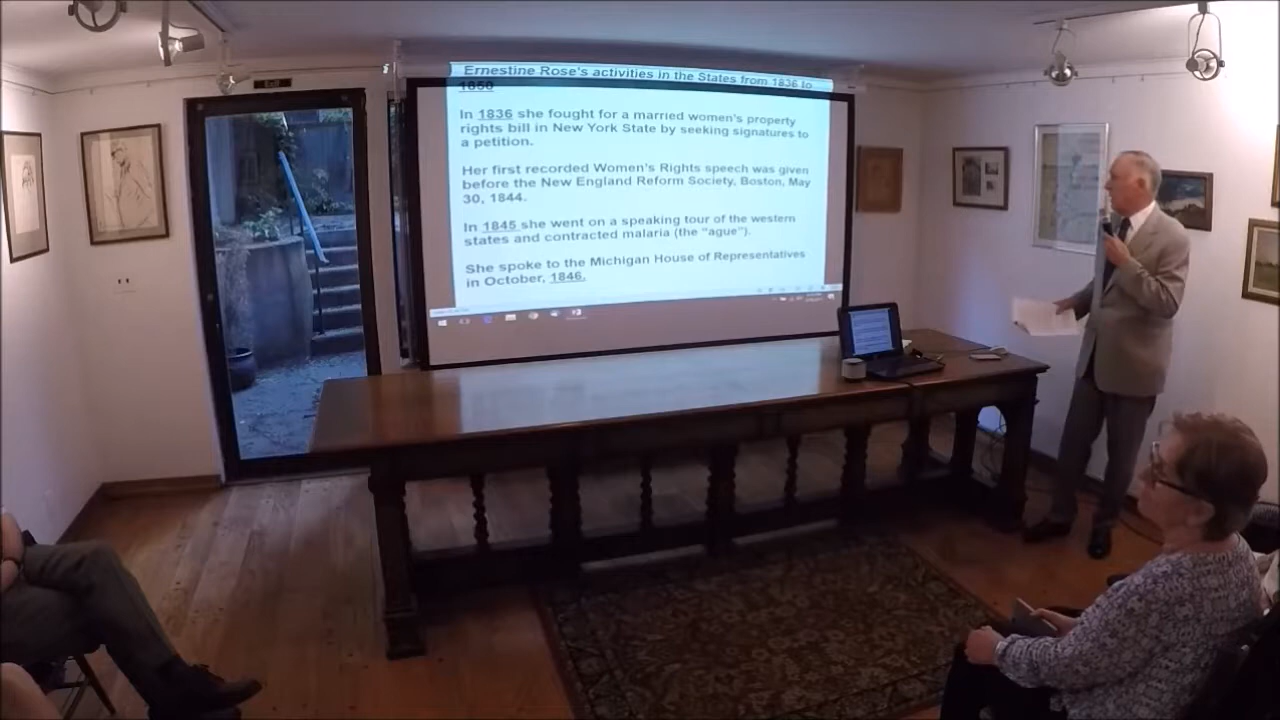 Exit
Ernestine Rose's activities in the States from 1836 to
1850
In 1836 she fought for a married women's property
rights bill in New York State by seeking signatures to
a petition.
Her first recorded Women's Rights speech was given
before the New England Reform Society, Boston, May
30, 1844.
In 1845 she went on a speaking tour of the western
states and contracted malaria (the "ague").
She spoke to the Michigan House of Representatives
in October, 1846.